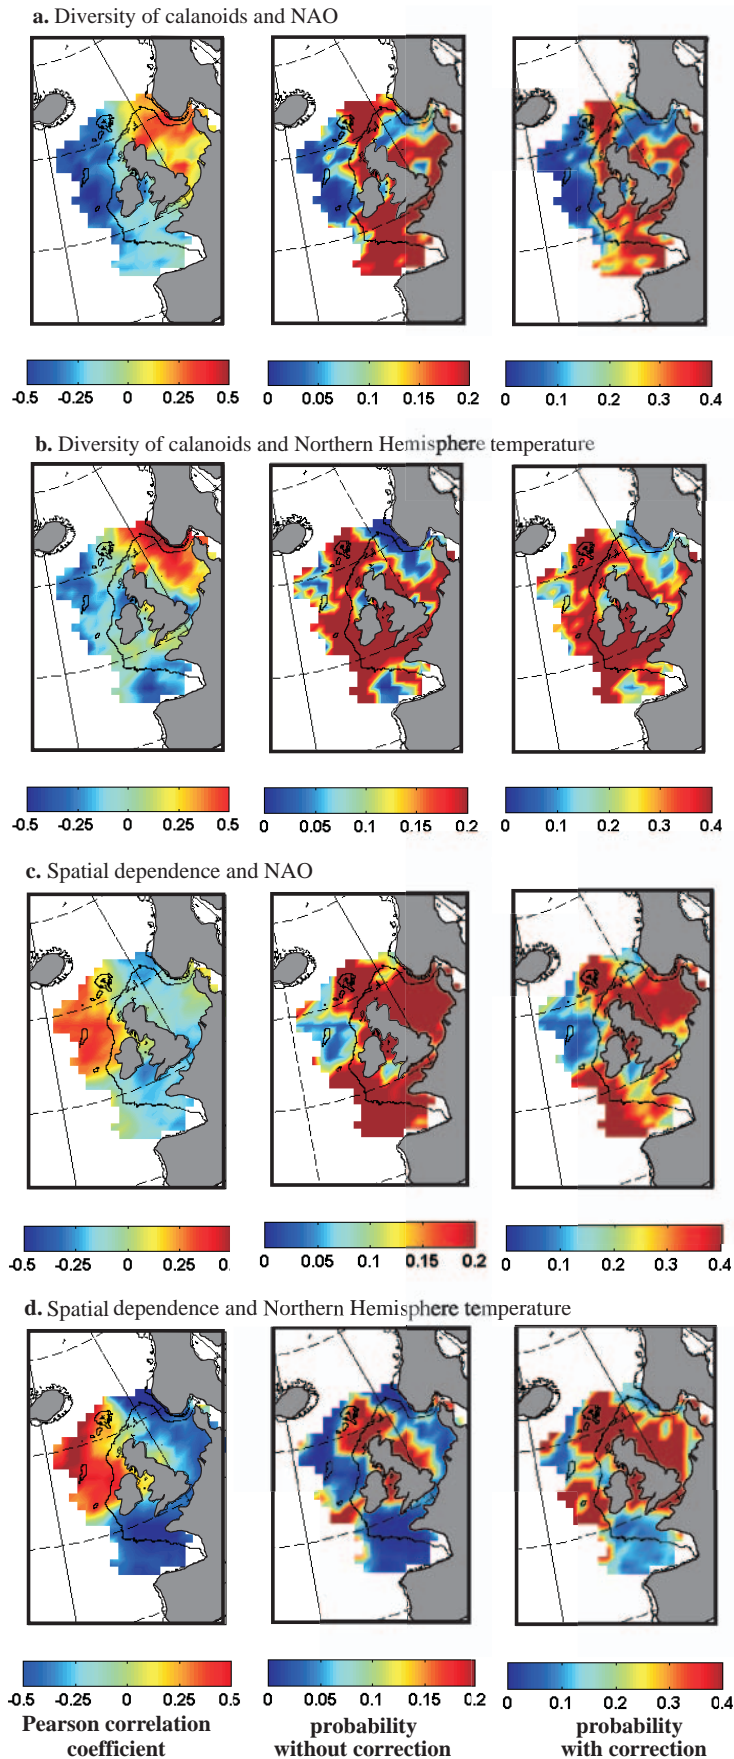 a. Diversity of calanoids and NAO
-0.5 -0.25 0 0.25 0.5
0 0.05 0.1 0.15 0.2
0 0.1 0.2 0.3 0.4
b. Diversity of calanoids and Northern Hemisphere temperature
-0.5 -0.25 0 0.25 0.5
0 0.05 0.1 0.15 0.2
0 0.1 0.2 0.3 0.4
c. Spatial dependence and NAO
-0.5 -0.25 0 0.25 0.
0 0.05 0.1 0.15 0.2
0 0.1 0.2 0.3 0.4
d. Spatial dependence and Northern Hemisphere temperature
-0.5 -0.25 0 0.25 0.5
0 0.05 0.1 0.15 0.2
0 0.1 0.2 0.3 0.4
Pearson correlation
coefficient
probability
without correction
probability
with correction